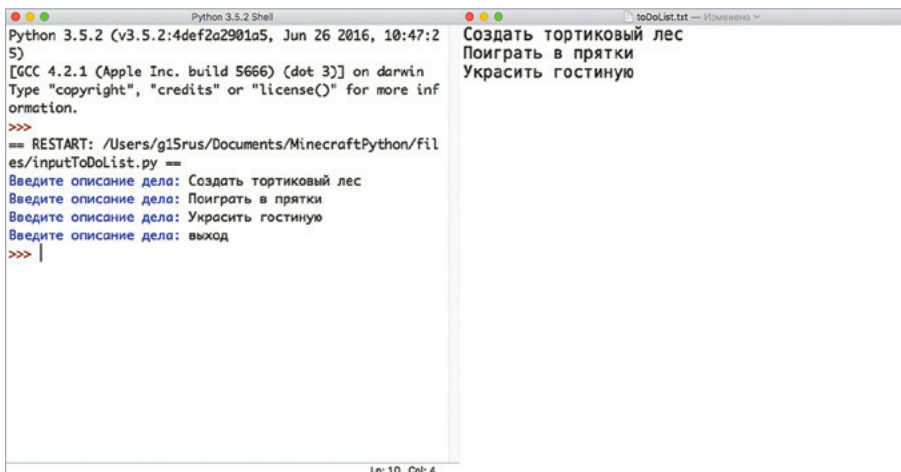 Python 3.5.2 Shell
Python 3.5.2 (v3.5.2:4def2a2901a5, Jun 26 2016, 10:47:2
5)
[GCC 4.2.1 (Apple Inc. build 5666) (dot 3)] on darwin
Type "copyright", "credits" or "license()" for more inf
ormation.
>>>
== RESTART: /Users/g15rus/Documents/MinecraftPython/fil
es/inputToDoList.py ==
Введите описание дела: Создать тортиковый лес
Введите описание дела: Поиграть в прятки
Введите описание дела: Украсить гостиную
Введите описание дела: выход
>>>
Ln: 10 Col: 4
toDoList.txt — Изменено
Создать тортиковый лес
Поиграть в прятки
Украсить гостиную